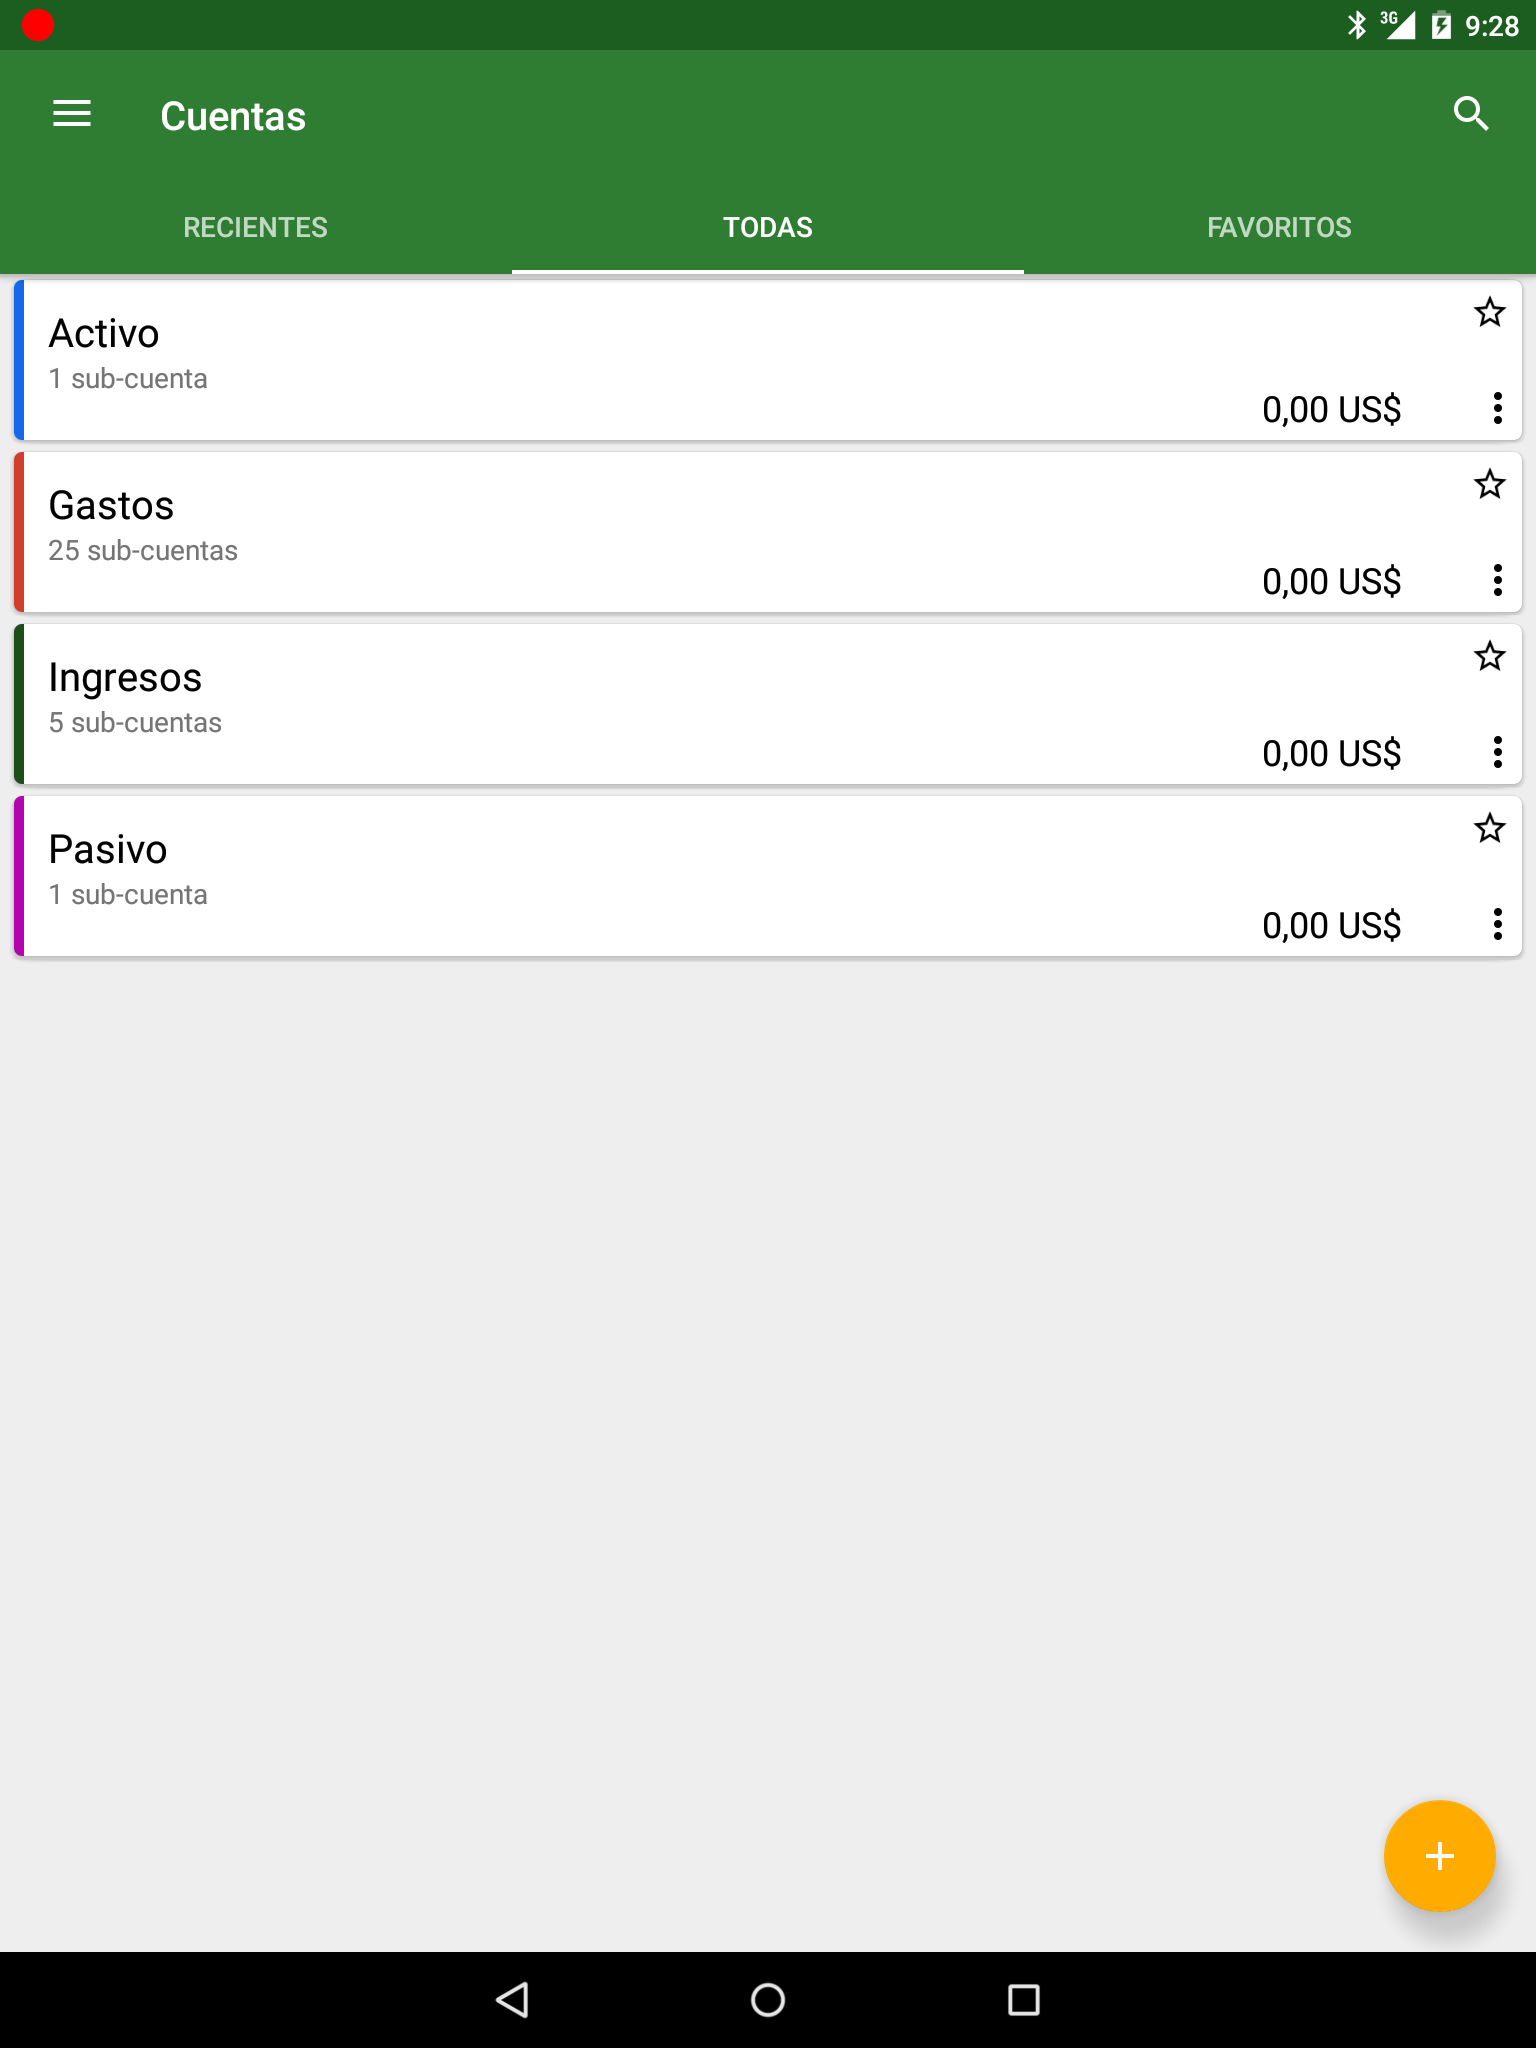 3G 9:28
Cuentas
RECIENTES TODAS FAVORITOS
Activo
1 sub-cuenta
0,00 US$
Gastos
25 sub-cuentas
0,00 US$
Ingresos
5 sub-cuentas
0,00 US$
Pasivo
1 sub-cuenta
0,00 US$